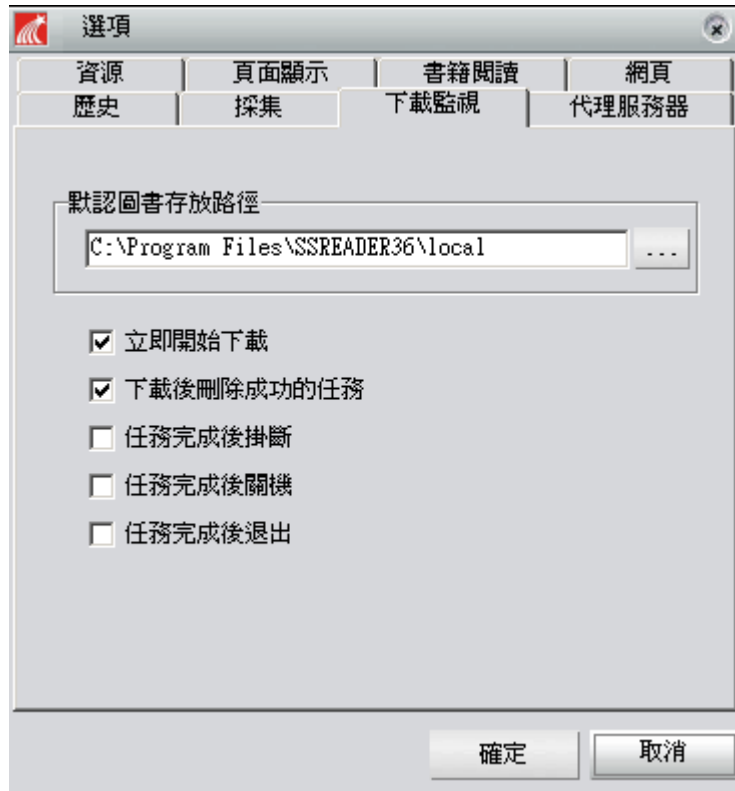 選項
資源 頁面顯示 書籍閱讀 網頁
歷史 採集 下載監視 代理服務器
默認圖書存放路徑
C:\Program Files\SSREADER36\local ...
立即開始下載
下載後刪除成功的任務
任務完成後掛斷
任務完成後關機
任務完成後退出
確定 取消